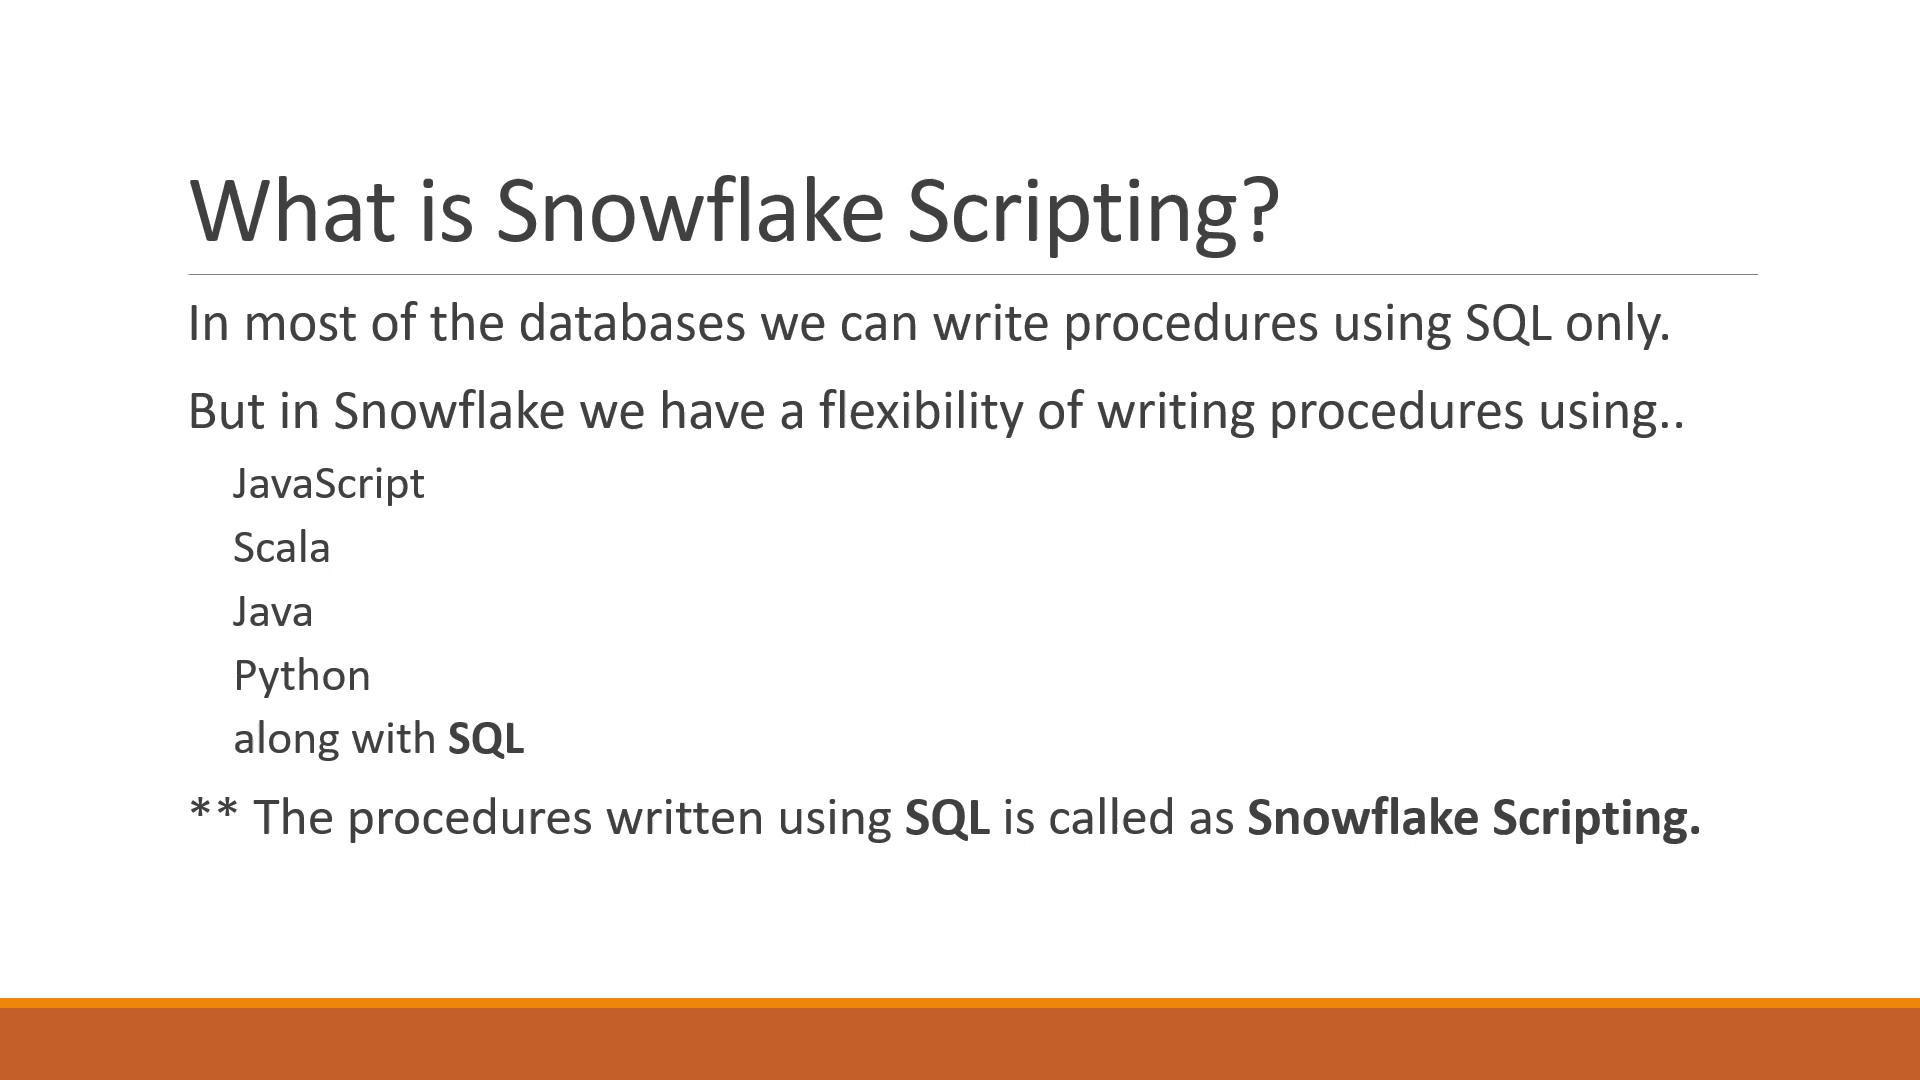 What is Snowflake Scripting?
In most of the databases we can write procedures using SQL only.
But in Snowflake we have a flexibility of writing procedures using..
JavaScript
Scala
Java
Python
along with SQL
** The procedures written using SQL is called as Snowflake Scripting.